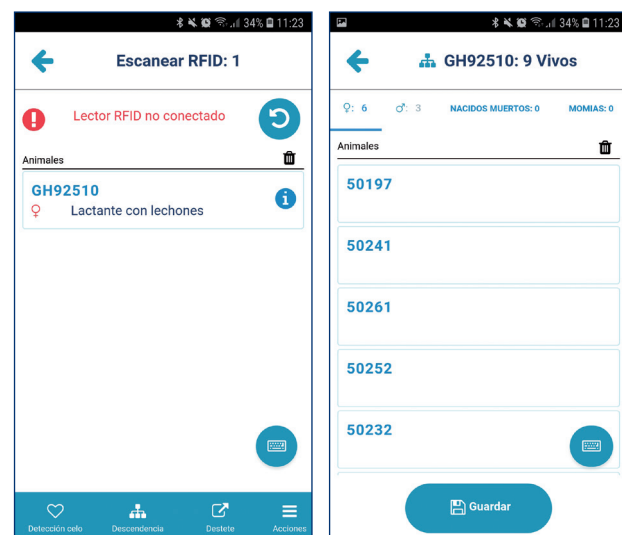 34% 11:23
Escanear RFID: 1
Lector RFID no conectado
Animales
GH92510
♀ Lactante con lechones
Detección celo Descendencia Destete Acciones
34% 11:23
GH92510: 9 Vivos
♀: 6 ♂: 3 NACIDOS MUERTOS: 0 MOMIAS: 0
Animales
50197
50241
50261
50252
50232
Guardar